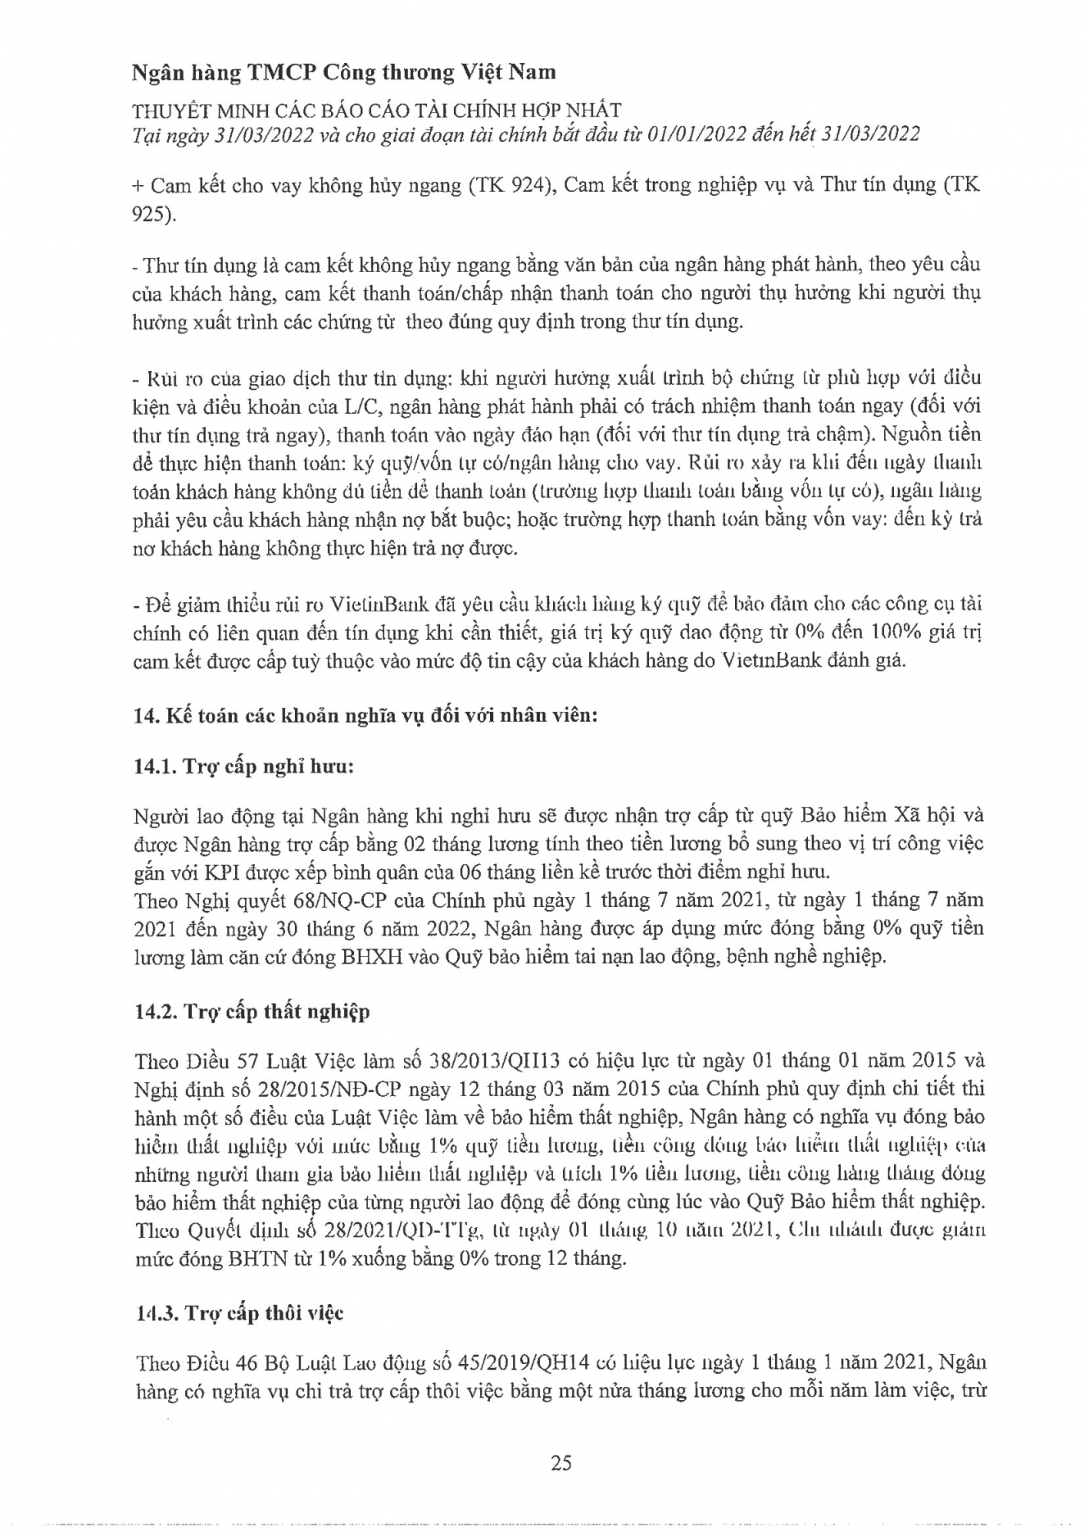 Ngân hàng TMCP Công thương Việt Nam
THUYẾT MINH CÁC BÁO CÁO TÀI CHÍNH HỢP NHẤT
Tại ngày 31/03/2022 và cho giai đoạn tài chính bắt đầu từ 01/01/2022 đến hết 31/03/2022
+ Cam kết cho vay không hủy ngang (TK 924), Cam kết trong nghiệp vụ và Thư tín dụng (TK
925).
- Thư tín dụng là cam kết không hủy ngang bằng văn bản của ngân hàng phát hành, theo yêu cầu
của khách hàng, cam kết thanh toán/chấp nhận thanh toán cho người thụ hưởng khi người thụ
hưởng xuất trình các chứng từ theo đúng quy định trong thư tín dụng.
- Rủi ro của giao dịch thư tín dụng: khi người hưởng xuất trình bộ chứng từ phù hợp với điều
kiện và điều khoản của L/C, ngân hàng phát hành phải có trách nhiệm thanh toán ngay (đối với
thư tín dụng trả ngay), thanh toán vào ngày đáo hạn (đối với thư tín dụng trả chậm). Nguồn tiền
để thực hiện thanh toán: ký quỹ/vốn tự có/ngân hàng cho vay. Rủi ro xảy ra khi đến ngày thanh
toán khách hàng không đủ tiền để thanh toán (trường hợp thanh toán bằng vốn tự có), ngân hàng
phải yêu cầu khách hàng nhận nợ bắt buộc; hoặc trường hợp thanh toán bằng vốn vay: đến kỳ trả
nơ khách hàng không thực hiện trả nợ được.
- Để giảm thiểu rủi ro VietinBank đã yêu cầu khách hàng ký quỹ để bảo đảm cho các công cụ tài
chính có liên quan đến tín dụng khi cần thiết, giá trị ký quỹ dao động từ 0% đến 100% giá trị
cam kết được cấp tuỳ thuộc vào mức độ tin cậy của khách hàng do VietinBank đánh giá.
14. Kế toán các khoản nghĩa vụ đối với nhân viên:
14.1. Trợ cấp nghỉ hưu:
Người lao động tại Ngân hàng khi nghỉ hưu sẽ được nhận trợ cấp từ quỹ Bảo hiểm Xã hội và
được Ngân hàng trợ cấp bằng 02 tháng lương tính theo tiền lương bổ sung theo vị trí công việc
gắn với KPI được xếp bình quân của 06 tháng liền kề trước thời điểm nghỉ hưu.
Theo Nghị quyết 68/NQ-CP của Chính phủ ngày 1 tháng 7 năm 2021, từ ngày 1 tháng 7 năm
2021 đến ngày 30 tháng 6 năm 2022, Ngân hàng được áp dụng mức đóng bằng 0% quỹ tiền
lương làm căn cứ đóng BHXH vào Quỹ bảo hiểm tai nạn lao động, bệnh nghề nghiệp.
14.2. Trợ cấp thất nghiệp
Theo Điều 57 Luật Việc làm số 38/2013/QH13 có hiệu lực từ ngày 01 tháng 01 năm 2015 và
Nghị định số 28/2015/NĐ-CP ngày 12 tháng 03 năm 2015 của Chính phủ quy định chi tiết thi
hành một số điều của Luật Việc làm về bảo hiểm thất nghiệp, Ngân hàng có nghĩa vụ đóng bảo
hiểm thất nghiệp với mức bằng 1% quỹ tiền lương, tiền công đóng bảo hiểm thất nghiệp của
những người tham gia bảo hiểm thất nghiệp và trích 1% tiền lương, tiền công hàng tháng đóng
bảo hiểm thất nghiệp của từng người lao động để đóng cùng lúc vào Quỹ Bảo hiểm thất nghiệp.
Theo Quyết định số 28/2021/QĐ-TTg, từ ngày 01 tháng 10 năm 2021, Chi nhánh được giảm
mức đóng BHTN từ 1% xuống bằng 0% trong 12 tháng.
14.3. Trợ cấp thôi việc
Theo Điều 46 Bộ Luật Lao động số 45/2019/QH14 có hiệu lực ngày 1 tháng 1 năm 2021, Ngân
hàng có nghĩa vụ chi trả trợ cấp thôi việc bằng một nửa tháng lương cho mỗi năm làm việc, trừ
25